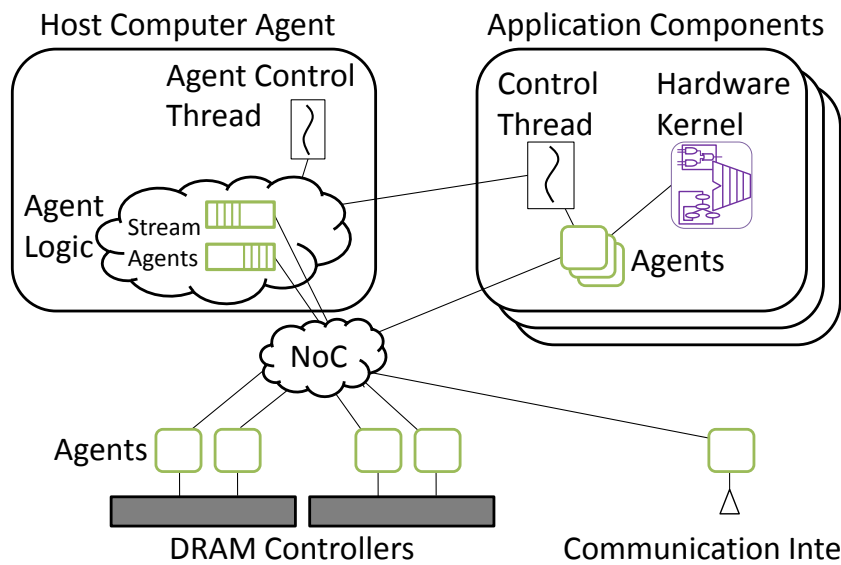 Host Computer Agent
Application Components
Agent Control
Thread
Control
Thread
Hardware
Kernel
Agent
Logic
Stream
Agents
Agents
NoC
Agents
DRAM Controllers
Communication Inte